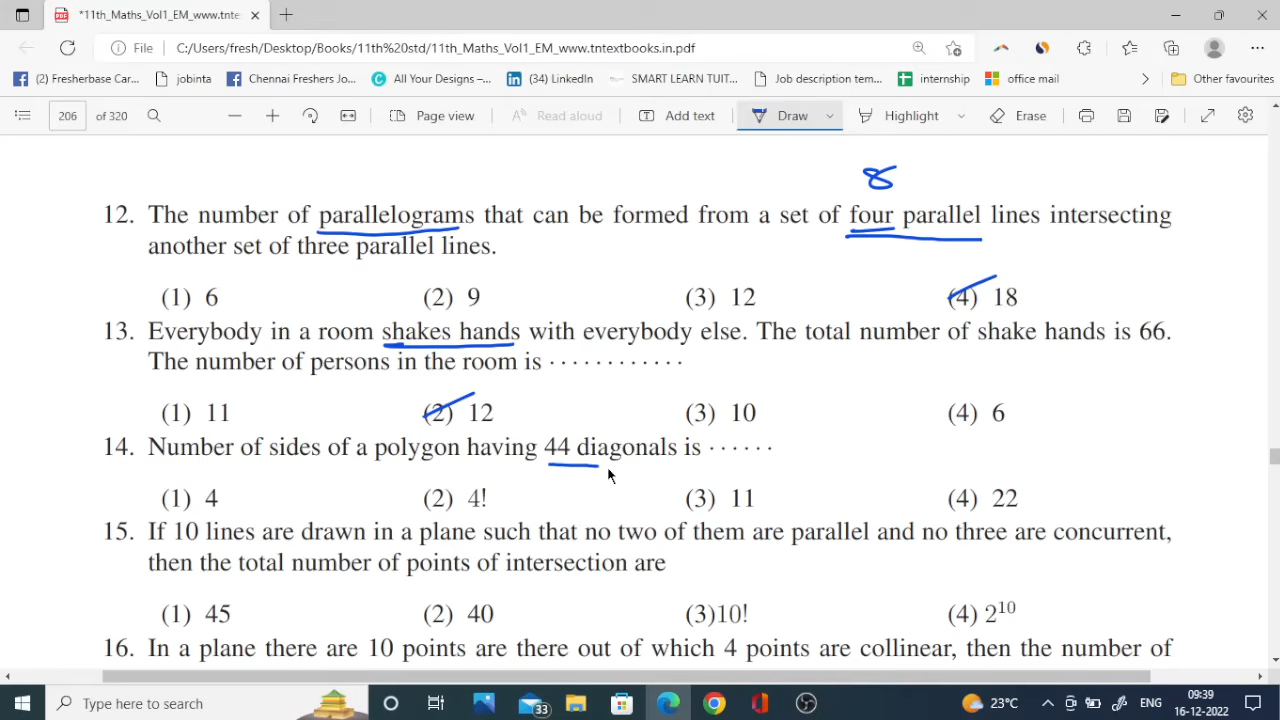 *11th_Maths_Vol1_EM_www.tnte
File C:/Users/fresh/Desktop/Books/11th%20std/11th_Maths_Vol1_EM_www.tntextbooks.in.pdf
(2) Fresherbase Car... jobinta Chennai Freshers Jo... All Your Designs –... (34) LinkedIn SMART LEARN TUIT... Job description tem... internship office mail Other favourites
206 of 320 Page view Read aloud Add text Draw Highlight Erase
8
12. The number of parallelograms that can be formed from a set of four parallel lines intersecting
another set of three parallel lines.
(1) 6 (2) 9 (3) 12 (4) 18
13. Everybody in a room shakes hands with everybody else. The total number of shake hands is 66.
The number of persons in the room is ············
(1) 11 (2) 12 (3) 10 (4) 6
14. Number of sides of a polygon having 44 diagonals is ······
(1) 4 (2) 4! (3) 11 (4) 22
15. If 10 lines are drawn in a plane such that no two of them are parallel and no three are concurrent,
then the total number of points of intersection are
(1) 45 (2) 40 (3)10! (4) 2¹⁰
16. In a plane there are 10 points are there out of which 4 points are collinear, then the number of
Type here to search 33 23°C ENG 09:39
16-12-2022